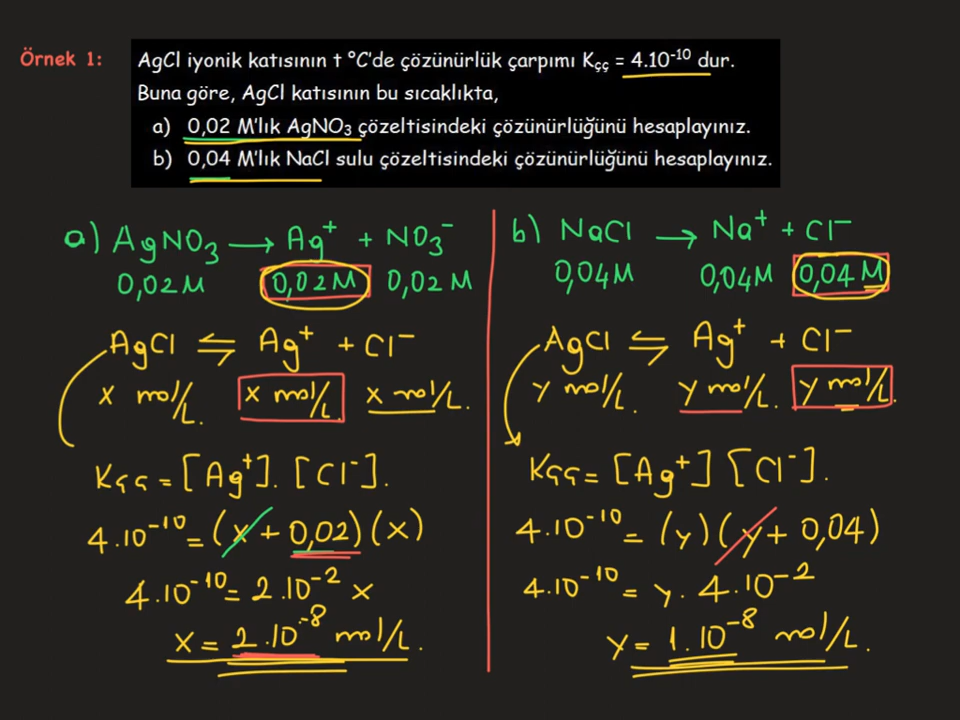 Örnek 1:
AgCl iyonik katısının t °C'de çözünürlük çarpımı Kçç = 4.10⁻¹⁰ dur.
Buna göre, AgCl katısının bu sıcaklıkta,
a) 0,02 M'lık AgNO₃ çözeltisindeki çözünürlüğünü hesaplayınız.
b) 0,04 M'lık NaCl sulu çözeltisindeki çözünürlüğünü hesaplayınız.
a) AgNO₃ → Ag⁺ + NO₃⁻
0,02M 0,02M 0,02M
AgCl ⇌ Ag⁺ + Cl⁻
x mol/L. x mol/L. x mol/L.
Kçç = [Ag⁺]. [Cl⁻].
4.10⁻¹⁰ = (x + 0,02) (x)
4.10⁻¹⁰ = 2.10⁻² x
x = 2.10⁻⁸ mol/L.
b) NaCl → Na⁺ + Cl⁻
0,04M 0,04M 0,04M
AgCl ⇌ Ag⁺ + Cl⁻
y mol/L. y mol/L. y mol/L.
Kçç = [Ag⁺] [Cl⁻].
4.10⁻¹⁰ = (y) (y + 0,04)
4.10⁻¹⁰ = y. 4.10⁻²
y = 1.10⁻⁸ mol/L.